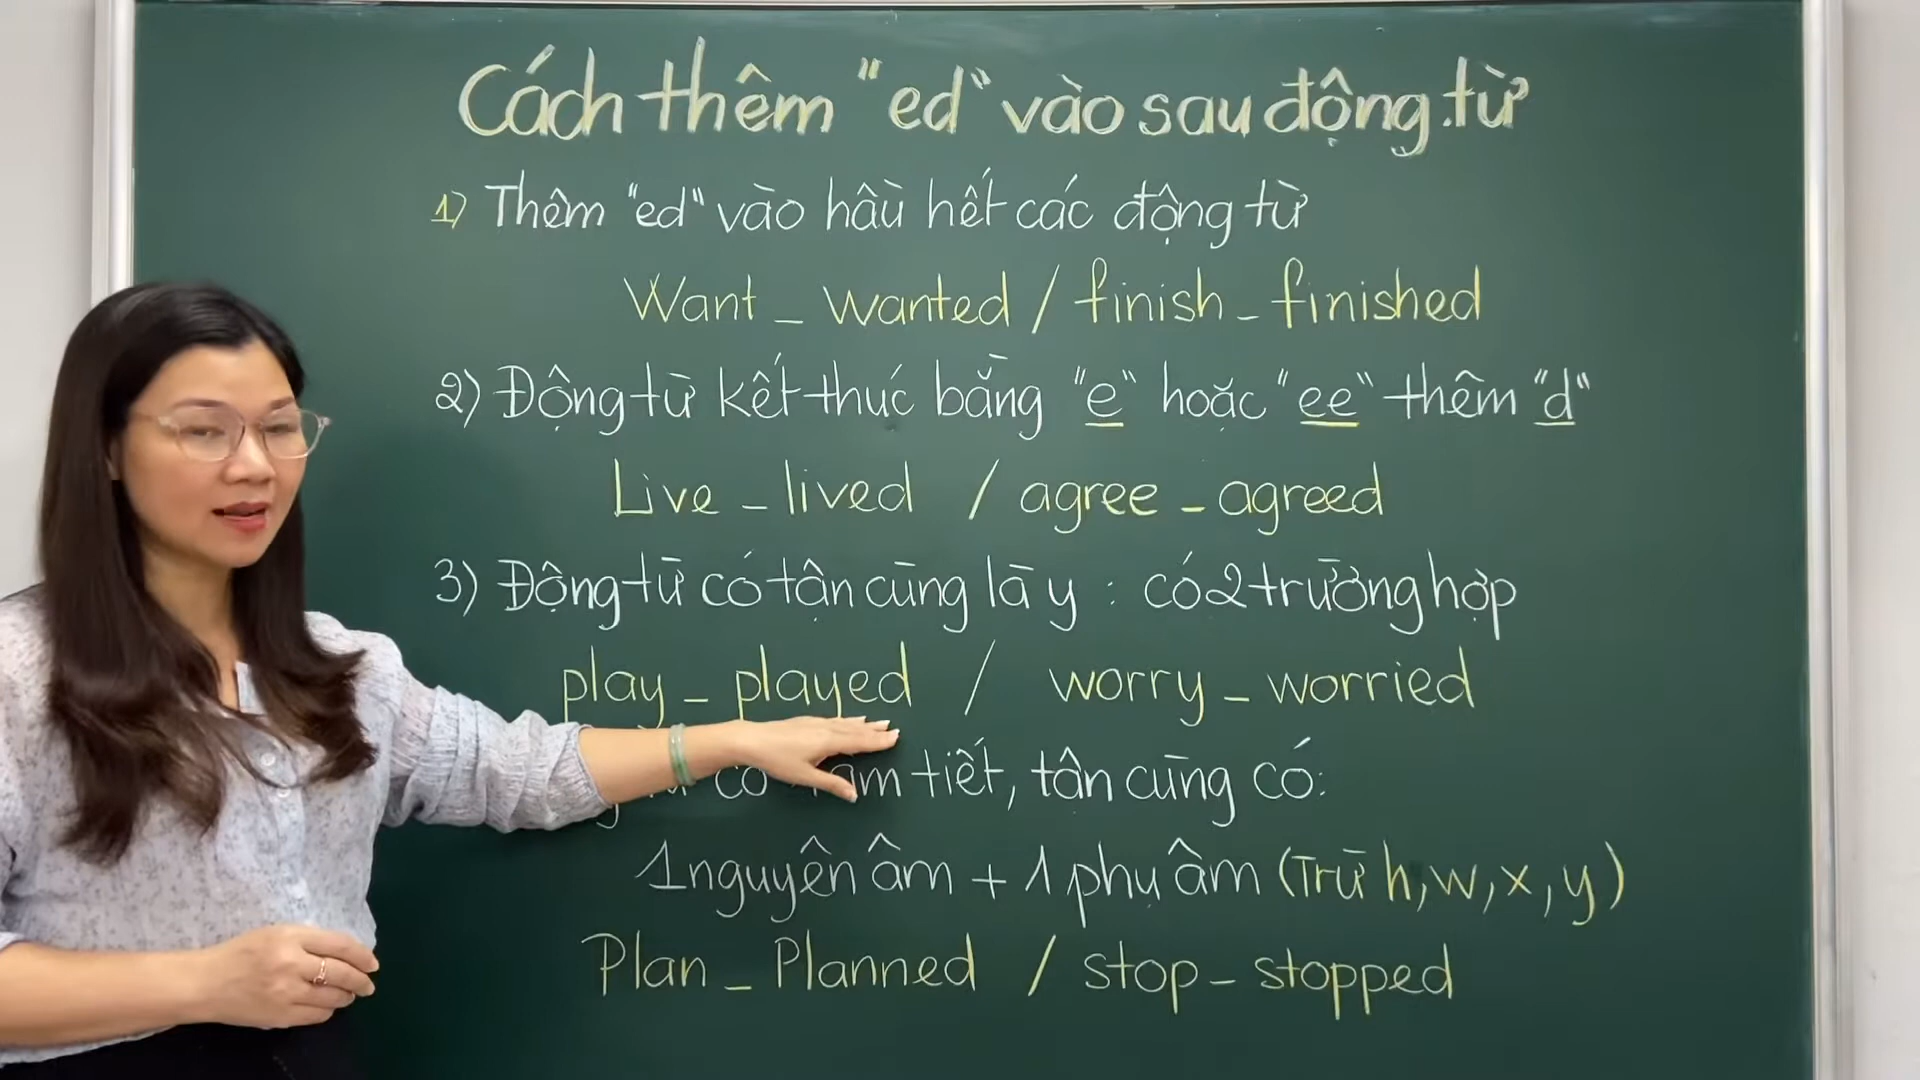 Cách thêm "ed" vào sau động từ
1) Thêm "ed" vào hầu hết các động từ
Want _ wanted / finish _ finished
2) Động từ kết thúc bằng "e" hoặc "ee" thêm "d"
Live _ lived / agree _ agreed
3) Động từ có tận cùng là y : có 2 trường hợp
play _ played / worry _ worried
có âm tiết, tận cùng có:
1 nguyên âm + 1 phụ âm (Trừ h, w, x, y)
Plan _ Planned / stop _ stopped